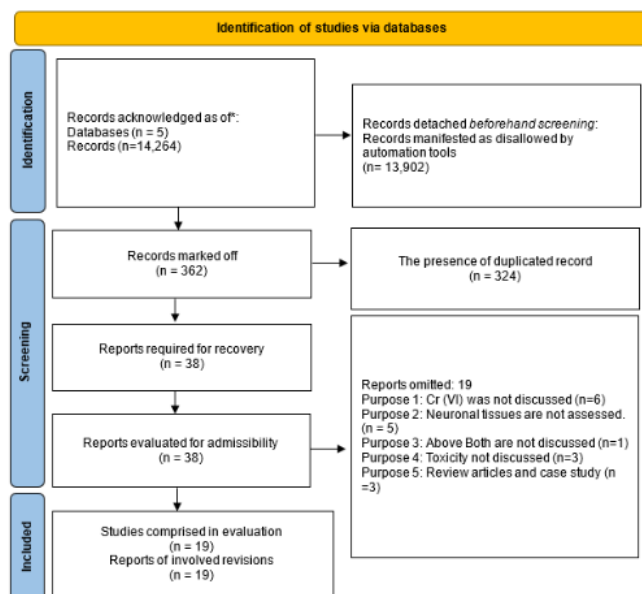 Identification of studies via databases
Identification
Records acknowledged as of*:
Databases (n = 5)
Records (n=14,264)
Records detached beforehand screening:
Records manifested as disallowed by
automation tools
(n= 13,902)
Screening
Records marked off
(n = 362)
The presence of duplicated record
(n = 324)
Reports required for recovery
(n = 38)
Reports evaluated for admissibility
(n = 38)
Reports omitted: 19
Purpose 1: Cr (VI) was not discussed (n=6)
Purpose 2: Neuronal tissues are not assessed.
(n = 5)
Purpose 3: Above Both are not discussed (n=1)
Purpose 4: Toxicity not discussed (n=3)
Purpose 5: Review articles and case study (n
=3)
Included
Studies comprised in evaluation
(n = 19)
Reports of involved revisions
(n = 19)